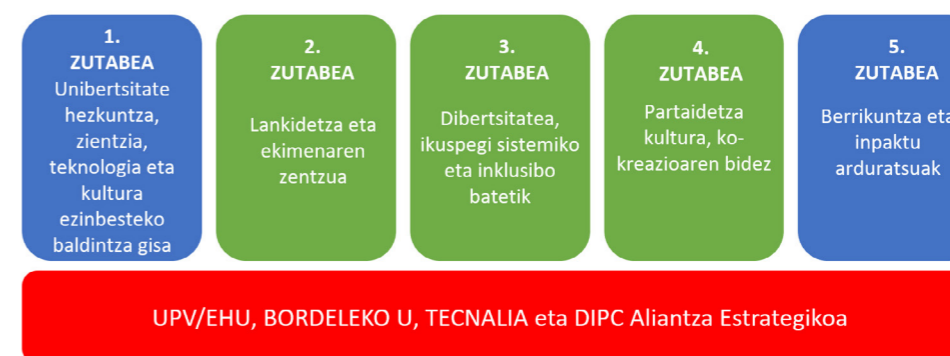 1.
ZUTABEA
Unibertsitate
hezkuntza,
zientzia,
teknologia eta
kultura
ezinbesteko
baldintza gisa
2.
ZUTABEA
Lankidetza eta
ekimenaren
zentzua
3.
ZUTABEA
Dibertsitatea,
ikuspegi sistemiko
eta inklusibo
batetik
4.
ZUTABEA
Partaidetza
kultura, ko-
kreazioaren bidez
5.
ZUTABEA
Berrikuntza eta
inpaktu
arduratsuak
UPV/EHU, BORDELEKO U, TECNALIA eta DIPC Aliantza Estrategikoa